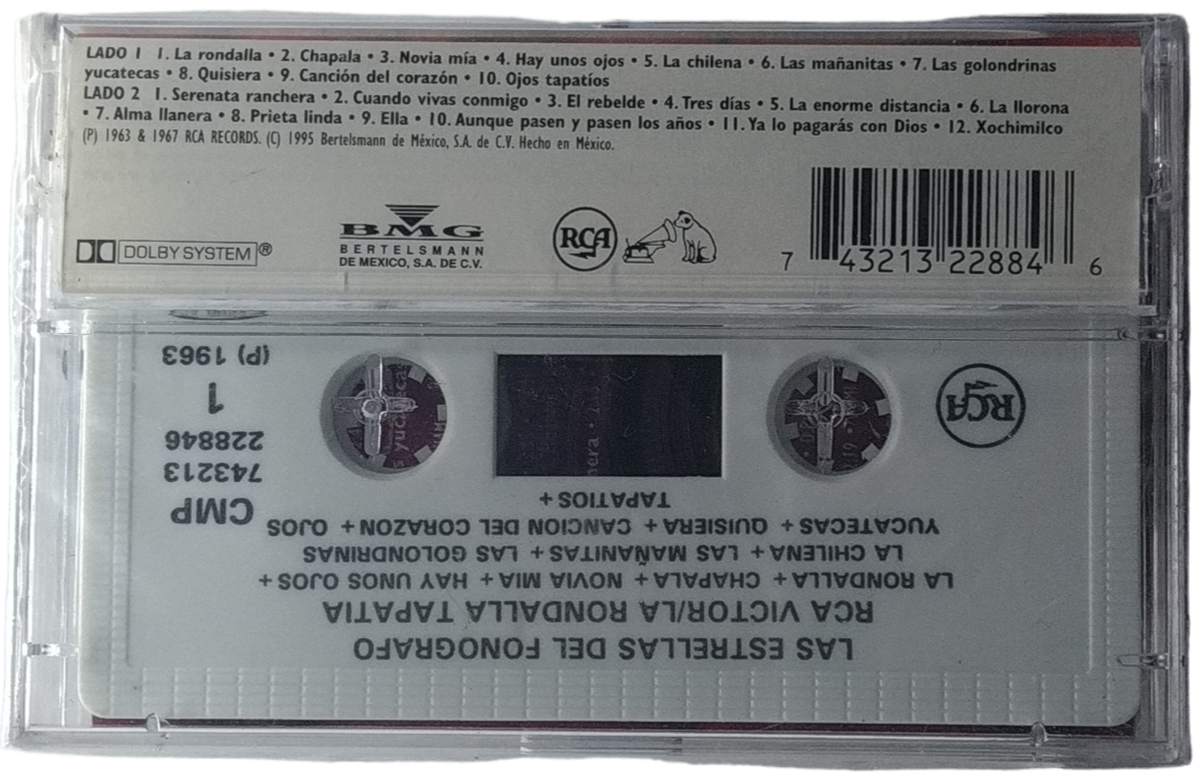 LADO 1 1. La rondalla • 2. Chapala • 3. Novia mía • 4. Hay unos ojos • 5. La chilena • 6. Las mañanitas • 7. Las golondrinas
yucatecas • 8. Quisiera • 9. Canción del corazón • 10. Ojos tapatíos
LADO 2 1. Serenata ranchera • 2. Cuando vivas conmigo • 3. El rebelde • 4. Tres días • 5. La enorme distancia • 6. La llorona
• 7. Alma llanera • 8. Prieta linda • 9. Ella • 10. Aunque pasen y pasen los años • 11. Ya lo pagarás con Dios • 12. Xochimilco
(P) 1963 & 1967 RCA RECORDS. (C) 1995 Bertelsmann de México, S.A. de C.V. Hecho en México.
DOLBY SYSTEM®
BMG
BERTELSMANN
DE MEXICO, S.A. DE C.V.
RCA
7 43213 22884 6
LAS ESTRELLAS DEL FONOGRAFO
RCA VICTOR/LA RONDALLA TAPATIA
LA RONDALLA + CHAPALA + NOVIA MIA + HAY UNOS OJOS +
LA CHILENA + LAS MAÑANITAS + LAS GOLONDRINAS
YUCATECAS + QUISIERA + CANCION DEL CORAZON + OJOS
TAPATIOS +
CMP
743213
228846
1
(P) 1963
RCA